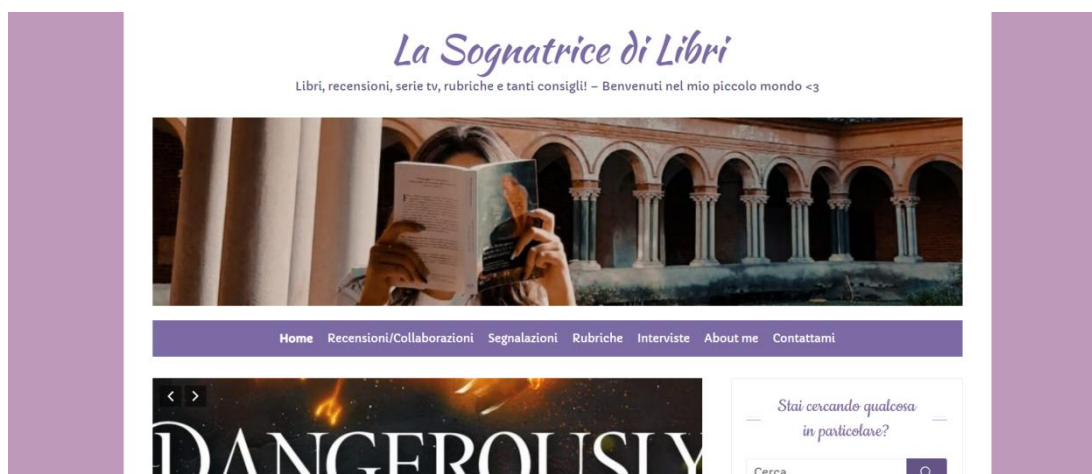 La Sognatrice di Libri
Libri, recensioni, serie tv, rubriche e tanti consigli! – Benvenuti nel mio piccolo mondo <3
Home Recensioni/Collaborazioni Segnalazioni Rubriche Interviste About me Contattami
DANGEROUSLY
Stai cercando qualcosa
in particolare?
Cerca